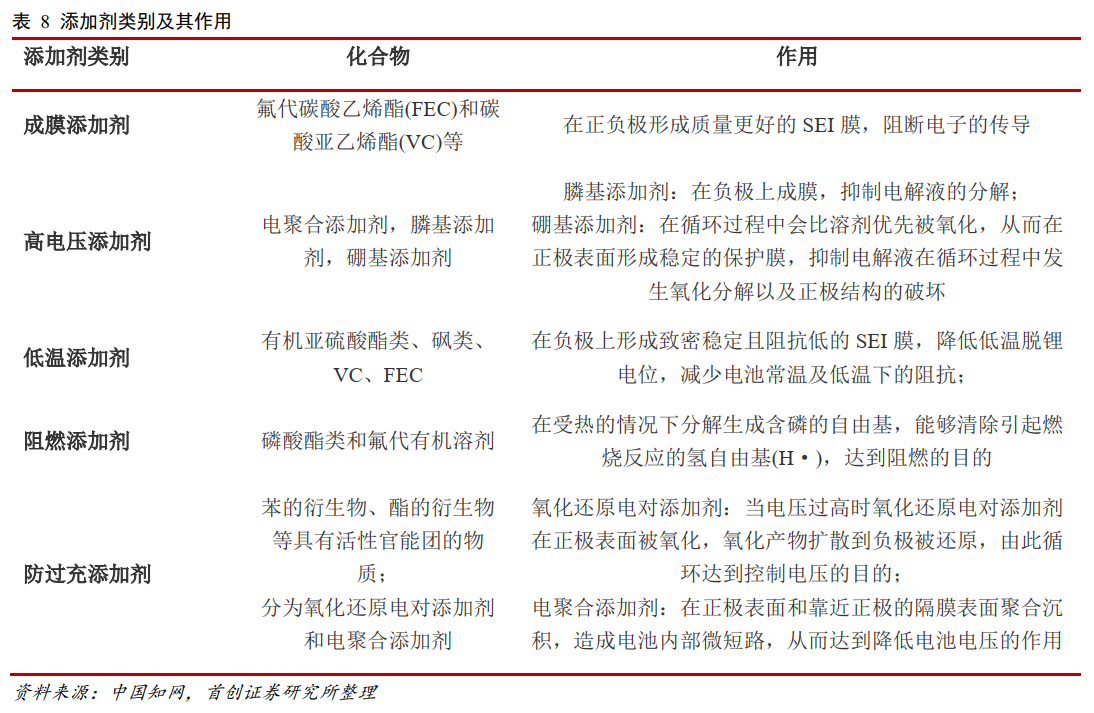 表 8 添加剂类别及其作用
添加剂类别 化合物 作用
成膜添加剂
氟代碳酸乙烯酯(FEC)和碳
酸亚乙烯酯(VC)等
在正负极形成质量更好的 SEI 膜，阻断电子的传导
高电压添加剂
电聚合添加剂，膦基添加
剂，硼基添加剂
膦基添加剂：在负极上成膜，抑制电解液的分解；
硼基添加剂：在循环过程中会比溶剂优先被氧化，从而在
正极表面形成稳定的保护膜，抑制电解液在循环过程中发
生氧化分解以及正极结构的破坏
低温添加剂
有机亚硫酸酯类、砜类、
VC、FEC
在负极上形成致密稳定且阻抗低的 SEI 膜，降低低温脱锂
电位，减少电池常温及低温下的阻抗；
阻燃添加剂
磷酸酯类和氟代有机溶剂
在受热的情况下分解生成含磷的自由基，能够清除引起燃
烧反应的氢自由基(H·)，达到阻燃的目的
防过充添加剂
苯的衍生物、酯的衍生物
等具有活性官能团的物
质；
分为氧化还原电对添加剂
和电聚合添加剂
氧化还原电对添加剂：当电压过高时氧化还原电对添加剂
在正极表面被氧化，氧化产物扩散到负极被还原，由此循
环达到控制电压的目的；
电聚合添加剂：在正极表面和靠近正极的隔膜表面聚合沉
积，造成电池内部微短路，从而达到降低电池电压的作用
资料来源：中国知网，首创证券研究所整理